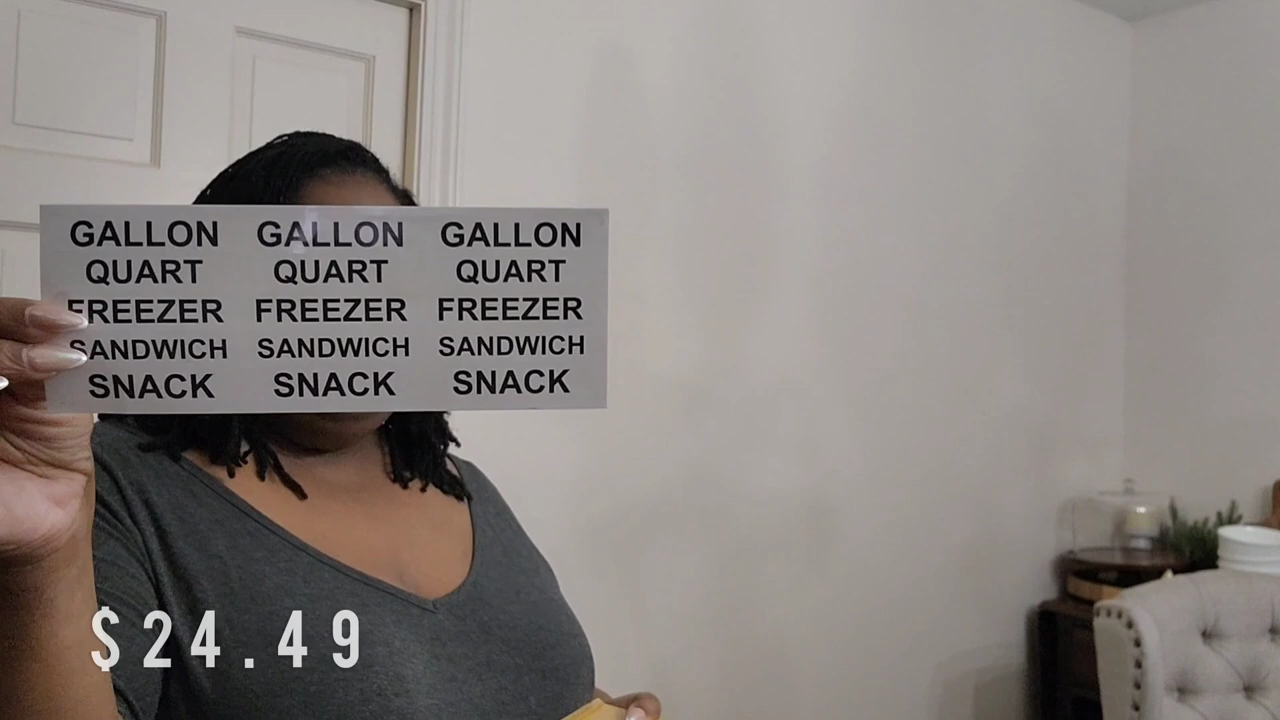 GALLON GALLON GALLON
QUART QUART QUART
FREEZER FREEZER FREEZER
SANDWICH SANDWICH SANDWICH
SNACK SNACK SNACK
$24.49